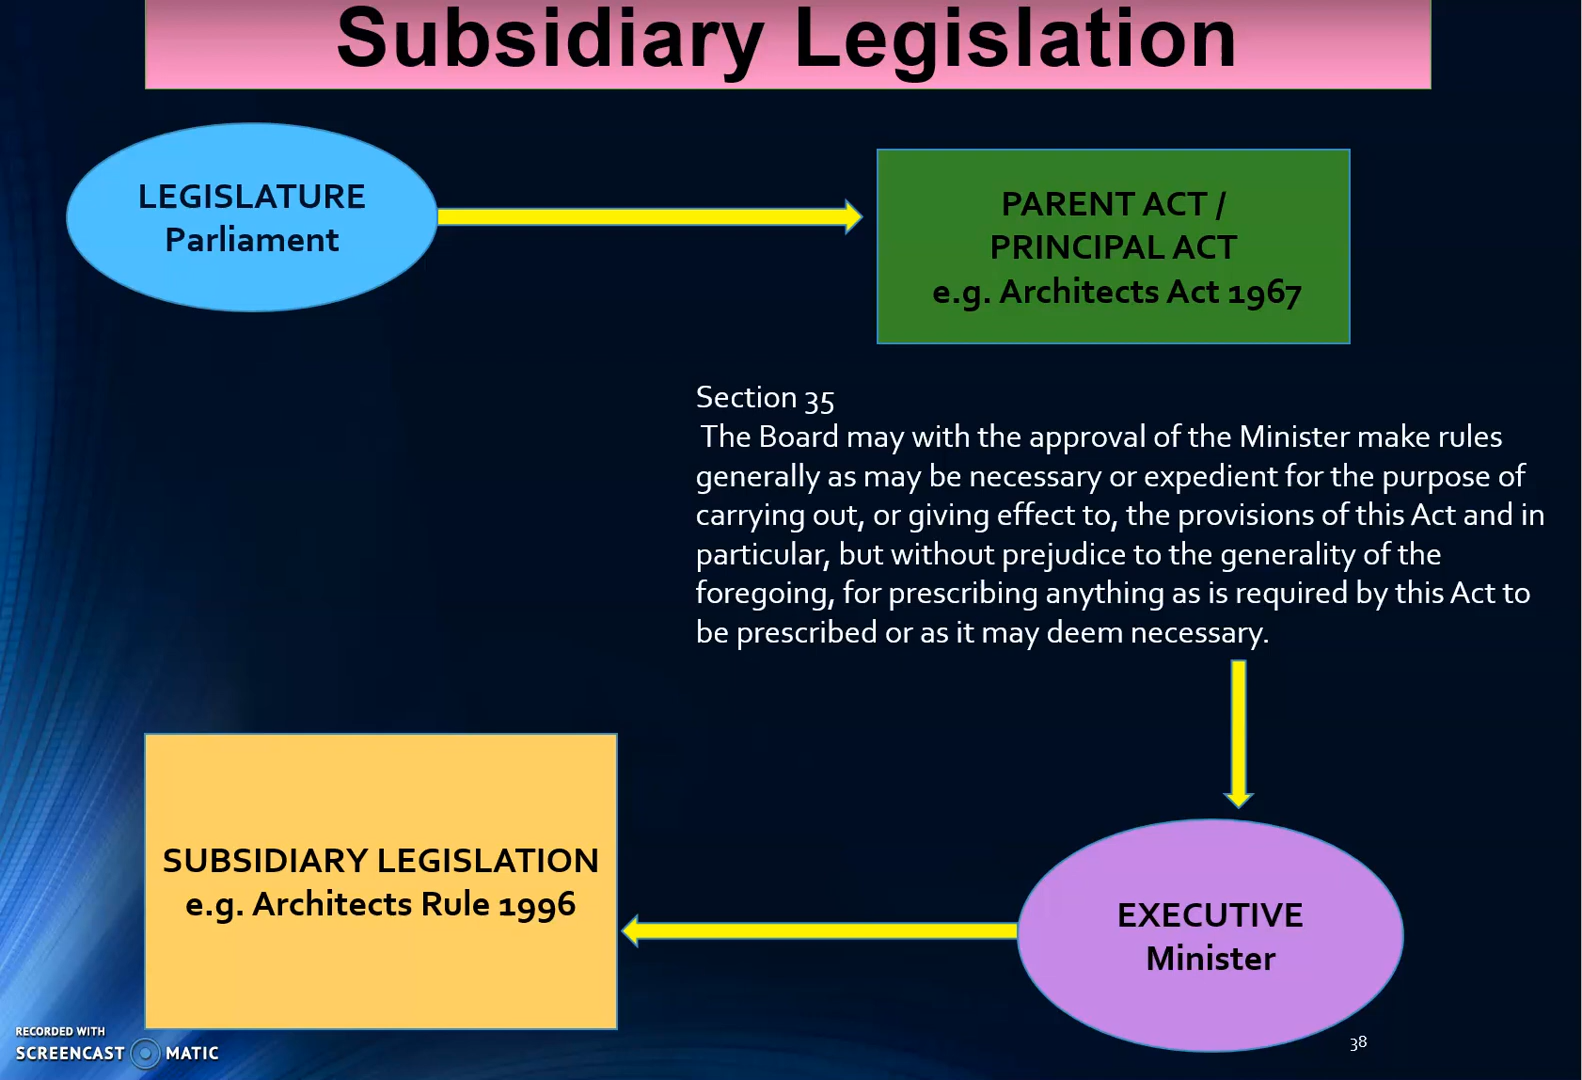 Subsidiary Legislation
LEGISLATURE
Parliament
PARENT ACT /
PRINCIPAL ACT
e.g. Architects Act 1967
Section 35
The Board may with the approval of the Minister make rules
generally as may be necessary or expedient for the purpose of
carrying out, or giving effect to, the provisions of this Act and in
particular, but without prejudice to the generality of the
foregoing, for prescribing anything as is required by this Act to
be prescribed or as it may deem necessary.
SUBSIDIARY LEGISLATION
e.g. Architects Rule 1996
EXECUTIVE
Minister
RECORDED WITH
SCREENCAST MATIC
38